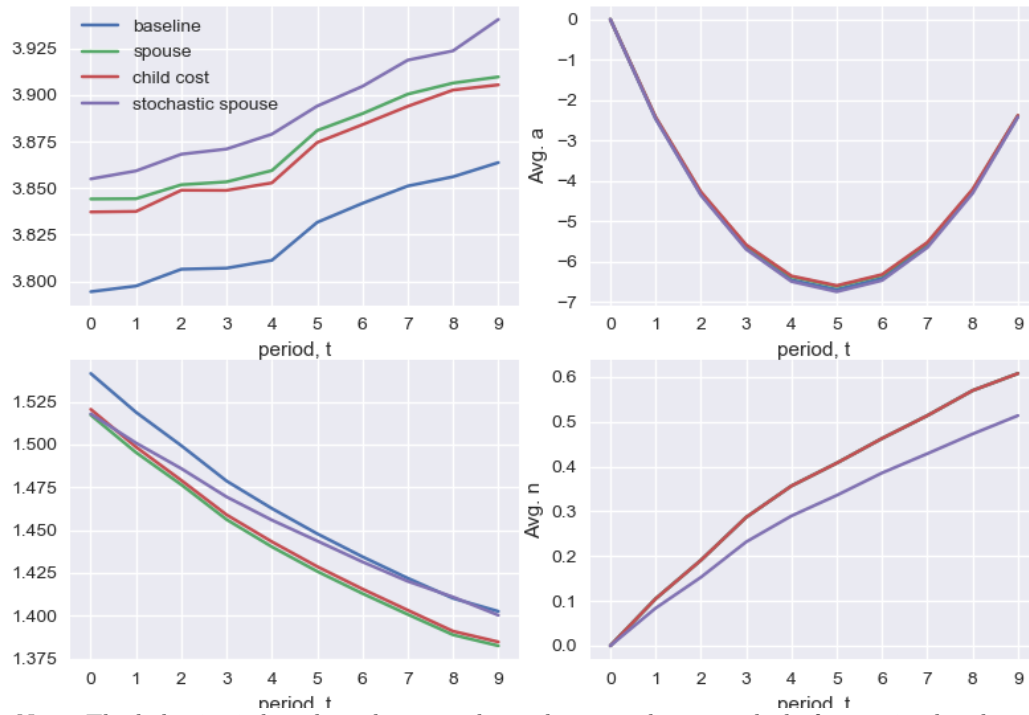 baseline
spouse
child cost
stochastic spouse
3.925
3.900
3.875
3.850
3.825
3.800
0 1 2 3 4 5 6 7 8 9
period, t
Avg. a
0
−1
−2
−3
−4
−5
−6
−7
0 1 2 3 4 5 6 7 8 9
period, t
1.525
1.500
1.475
1.450
1.425
1.400
1.375
0 1 2 3 4 5 6 7 8 9
period, t
Avg. n
0.6
0.5
0.4
0.3
0.2
0.1
0.0
0 1 2 3 4 5 6 7 8 9
period, t